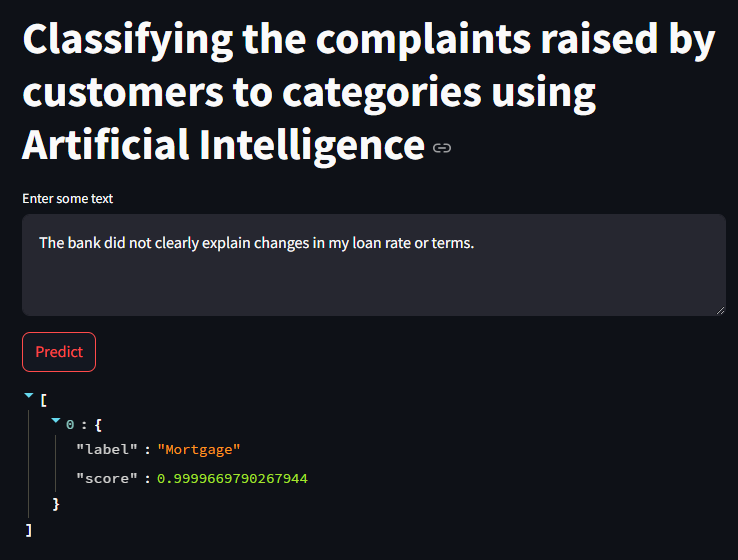 Classifying the complaints raised by
customers to categories using
Artificial Intelligence
Enter some text
The bank did not clearly explain changes in my loan rate or terms.
Predict
[
0 : {
"label" : "Mortgage"
"score" : 0.9999669790267944
}
]